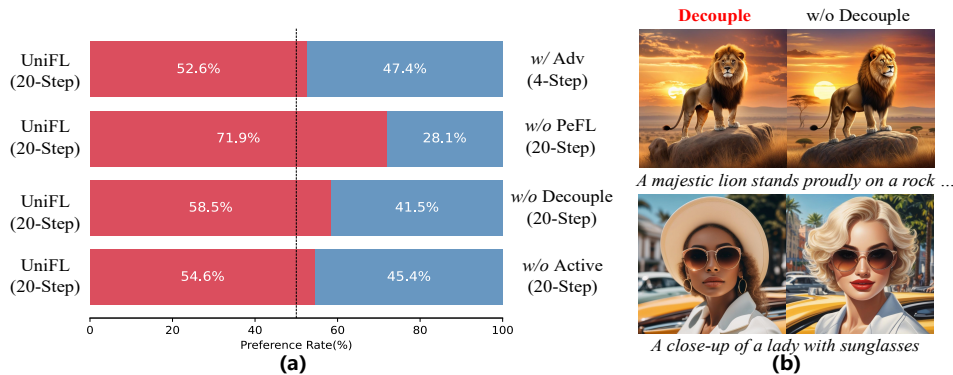 UniFL
(20-Step)
52.6%
47.4%
w/ Adv
(4-Step)
UniFL
(20-Step)
71.9%
28.1%
w/o PeFL
(20-Step)
UniFL
(20-Step)
58.5%
41.5%
w/o Decouple
(20-Step)
UniFL
(20-Step)
54.6%
45.4%
w/o Active
(20-Step)
0 20 40 60 80 100
Preference Rate(%)
(a)
Decouple w/o Decouple
A majestic lion stands proudly on a rock ...
A close-up of a lady with sunglasses
(b)